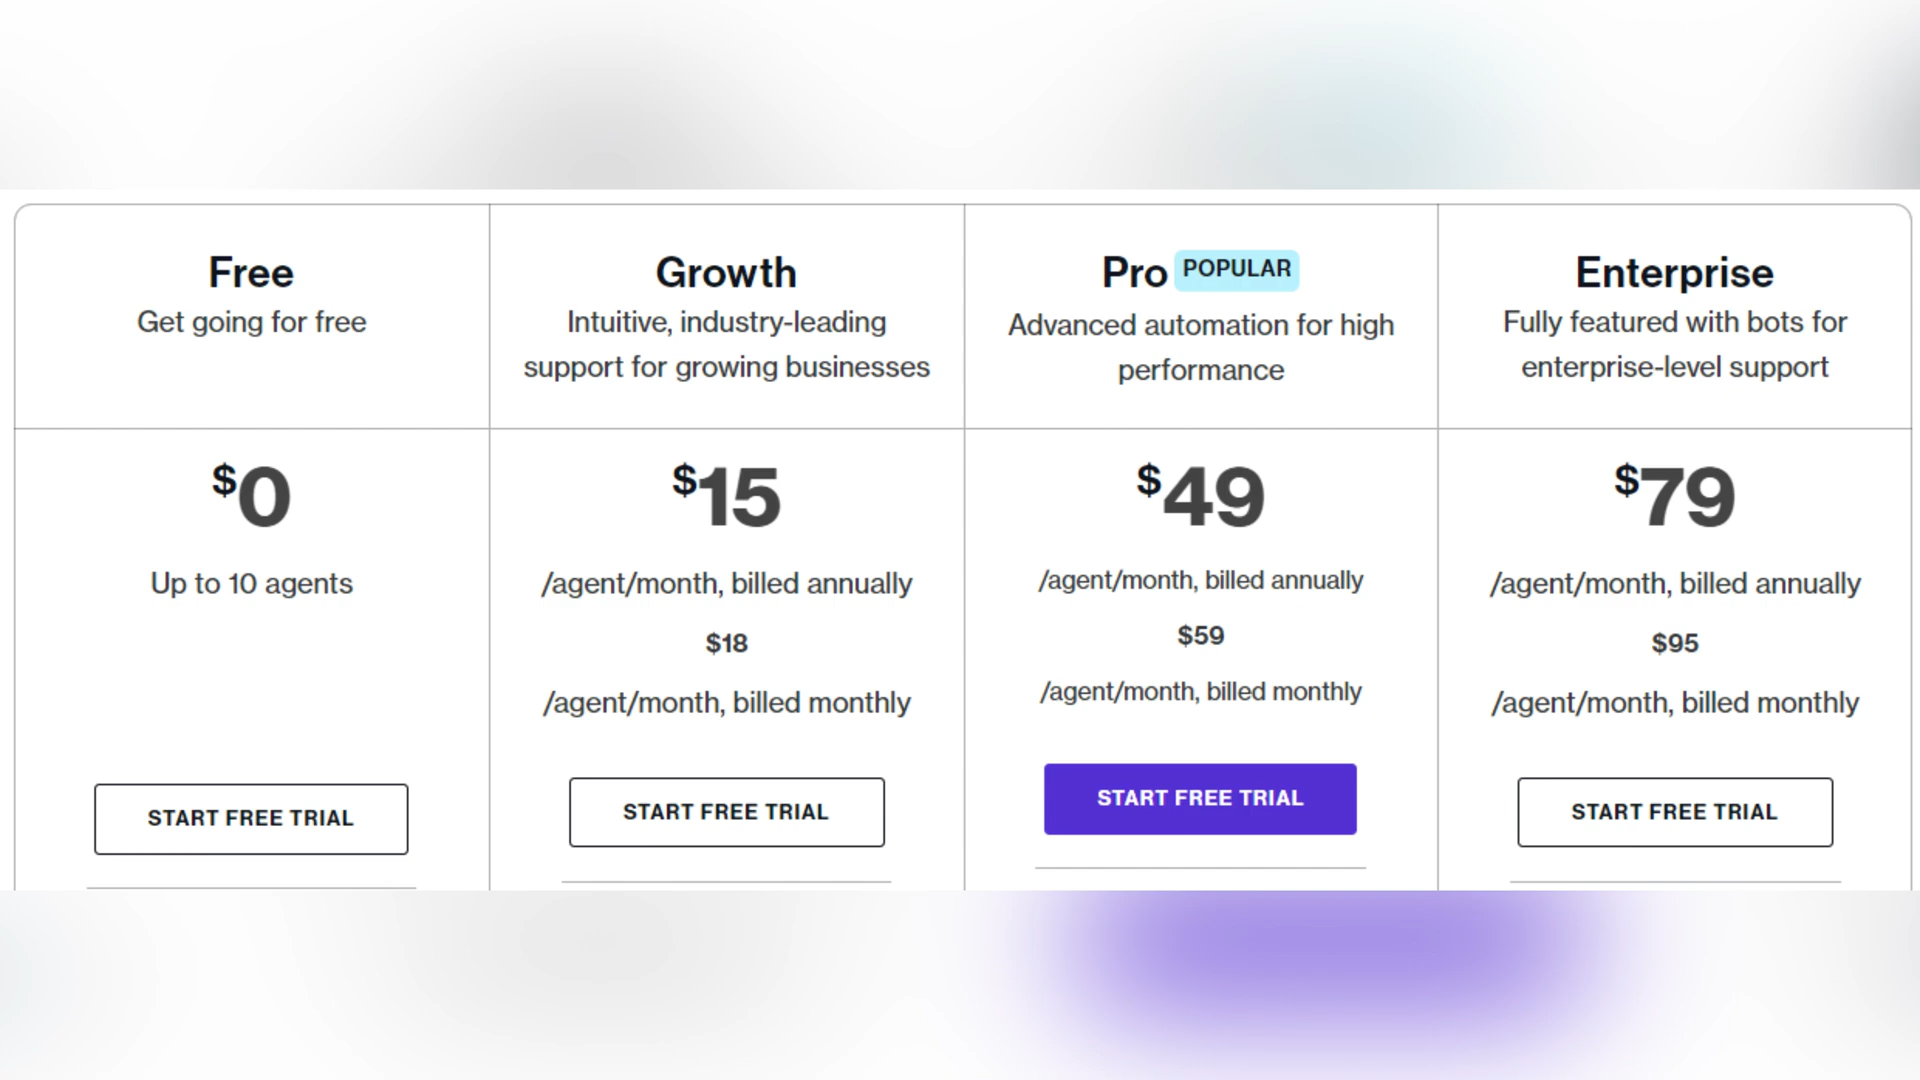 Free
Get going for free
$0
Up to 10 agents
START FREE TRIAL
Growth
Intuitive, industry-leading
support for growing businesses
$15
/agent/month, billed annually
$18
/agent/month, billed monthly
START FREE TRIAL
Pro POPULAR
Advanced automation for high
performance
$49
/agent/month, billed annually
$59
/agent/month, billed monthly
START FREE TRIAL
Enterprise
Fully featured with bots for
enterprise-level support
$79
/agent/month, billed annually
$95
/agent/month, billed monthly
START FREE TRIAL